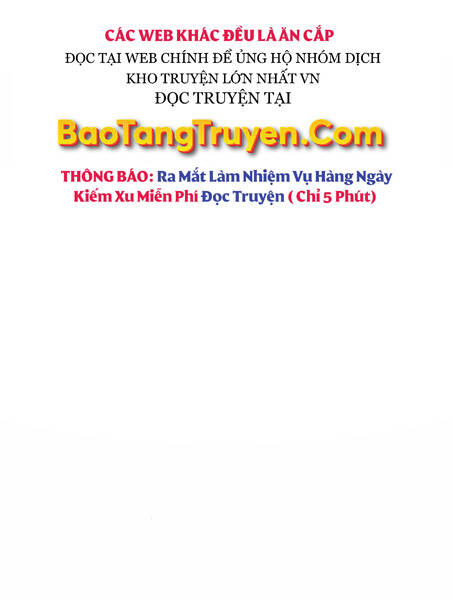 CÁC WEB KHÁC ĐỀU LÀ ĂN CẮP
ĐỌC TẠI WEB CHÍNH ĐỂ ỦNG HỘ NHÓM DỊCH
KHO TRUYỆN LỚN NHẤT VN
ĐỌC TRUYỆN TẠI
BaoTangTruyen.Com
THÔNG BÁO: Ra Mắt Làm Nhiệm Vụ Hàng Ngày
Kiếm Xu Miễn Phí Đọc Truyện ( Chỉ 5 Phút)